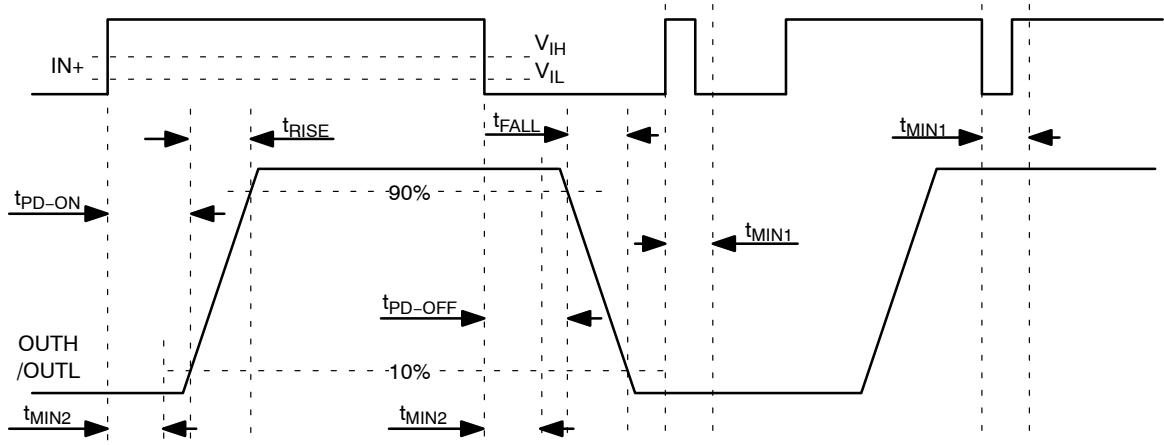 V_IH
IN+
V_IL
t_RISE
t_FALL
t_MIN1
90%
t_PD–ON
t_MIN1
t_PD–OFF
OUTH
/OUTL
10%
t_MIN2
t_MIN2